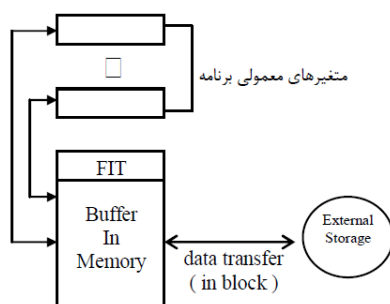 متغیرهای معمولی برنامه
FIT
Buffer
In
Memory
data transfer
( in block )
External
Storage